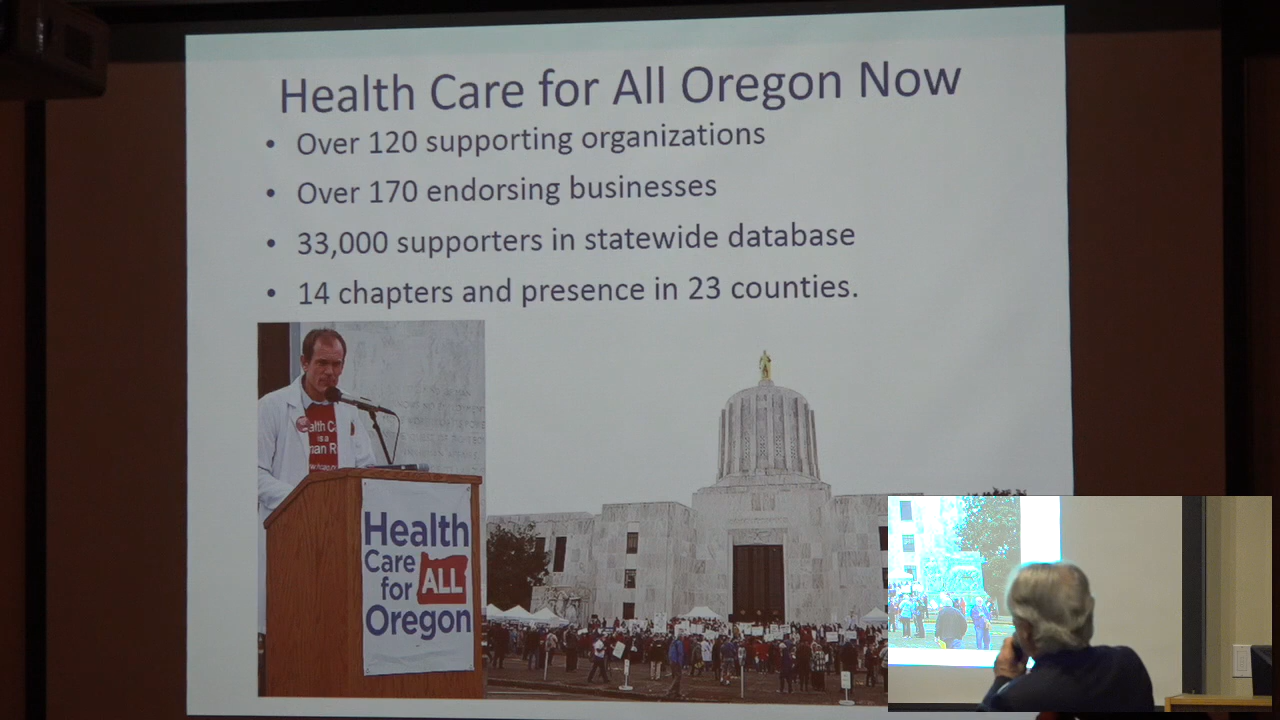 Health Care for All Oregon Now
• Over 120 supporting organizations
• Over 170 endorsing businesses
• 33,000 supporters in statewide database
• 14 chapters and presence in 23 counties.
is a
Health
Care
for ALL
Oregon